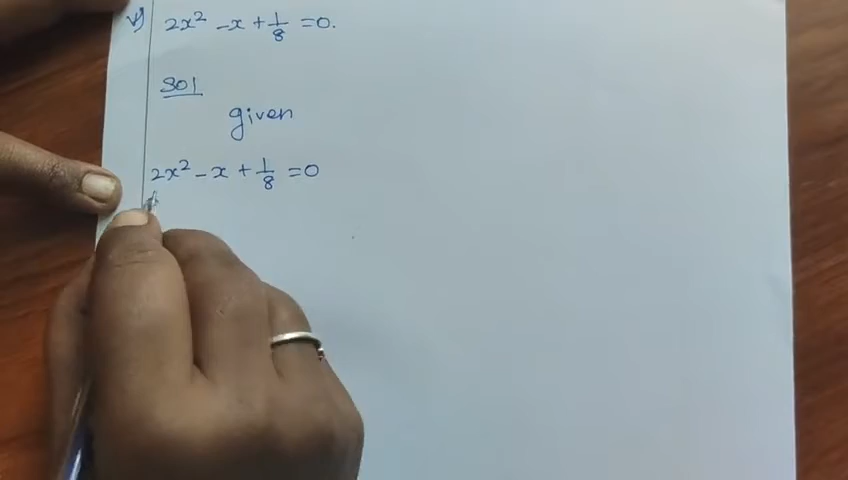 v) 2x² - x + 1/8 = 0.
Sol
given
2x² - x + 1/8 = 0